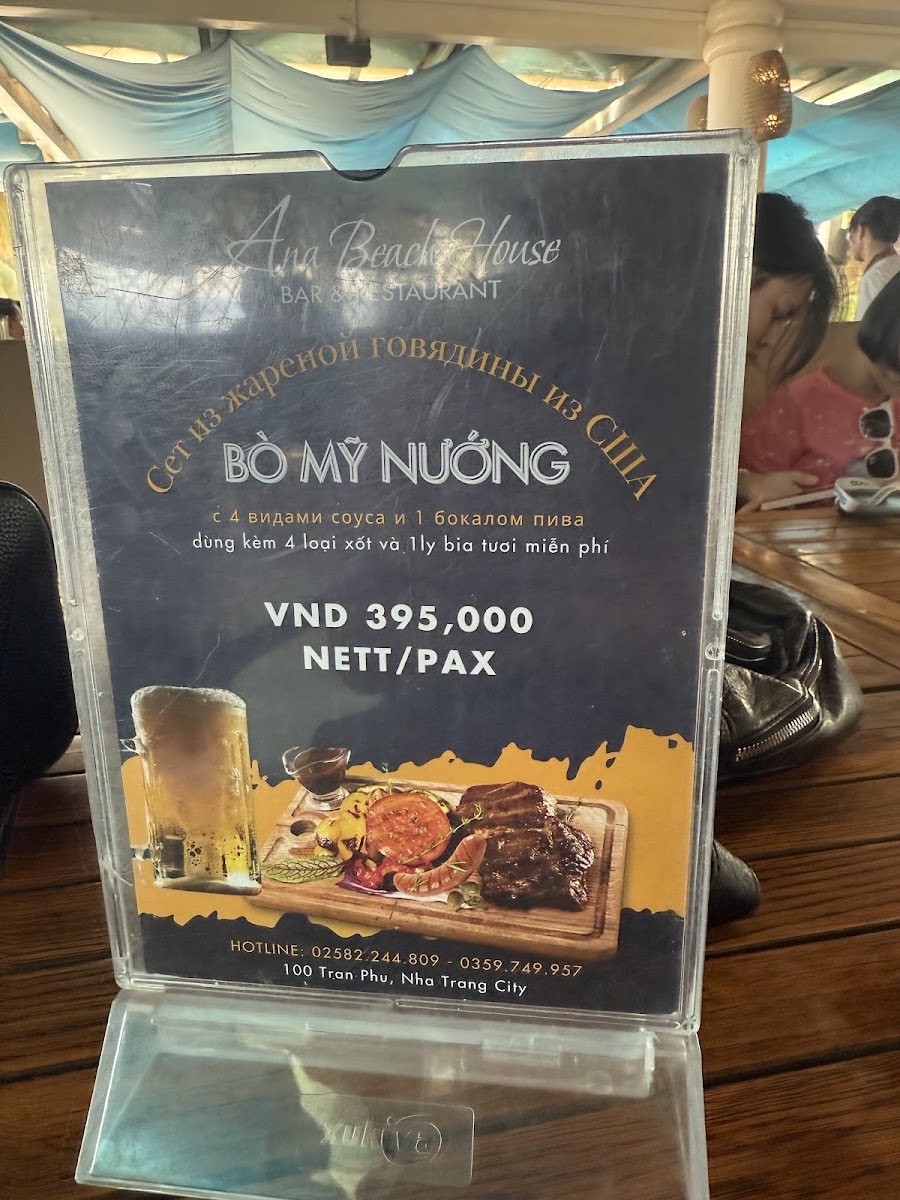 Ana Beach House
BAR & RESTAURANT
Сет из жареной говядины из США
BÒ MỸ NƯỚNG
с 4 видами соуса и 1 бокалом пива
dùng kèm 4 loại xốt và 1ly bia tươi miễn phí
VND 395,000
NETT/PAX
HOTLINE: 02582.244.809 - 0359.749.957
100 Tran Phu, Nha Trang City